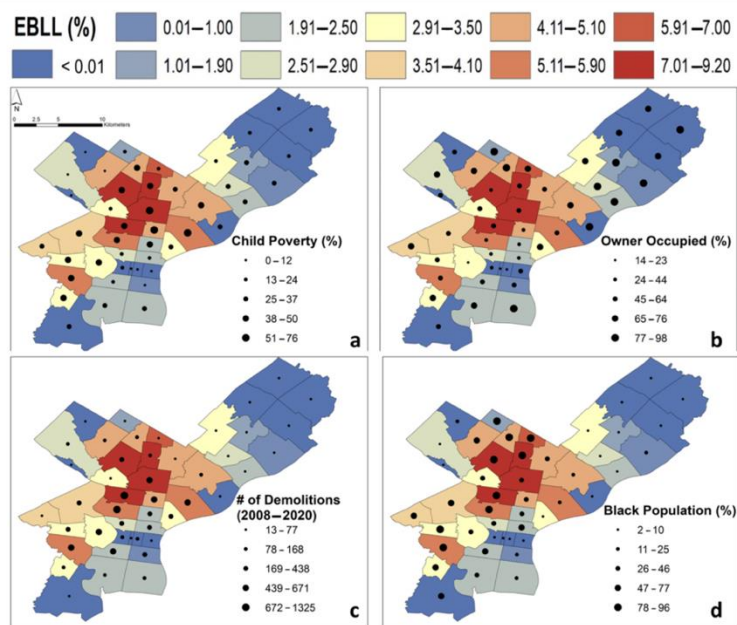 EBLL (%)
0.01–1.00
1.91–2.50
2.91–3.50
4.11–5.10
5.91–7.00
< 0.01
1.01–1.90
2.51–2.90
3.51–4.10
5.11–5.90
7.01–9.20
N
0 2.5 5 10
Kilometers
Child Poverty (%)
0 – 12
13 – 24
25 – 37
38 – 50
51 – 76
a
Owner Occupied (%)
14 – 23
24 – 44
45 – 64
65 – 76
77 – 98
b
# of Demolitions
(2008–2020)
13 – 77
78 – 168
169 – 438
439 – 671
672 – 1325
c
Black Population (%)
2 – 10
11 – 25
26 – 46
47 – 77
78 – 96
d